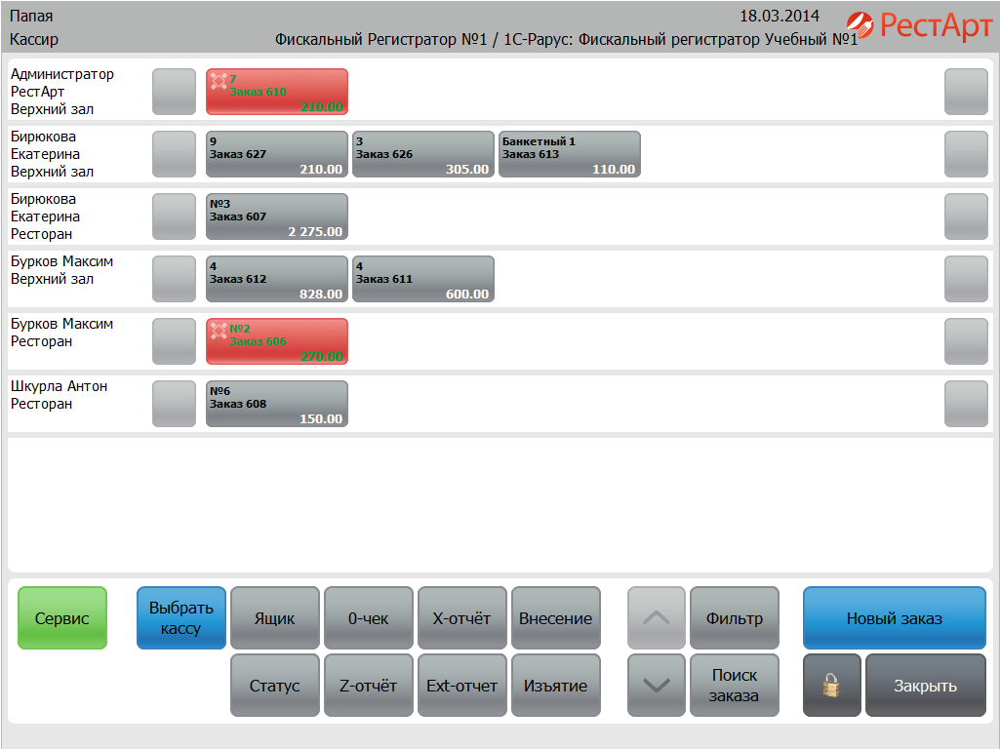 Папая
18.03.2014
РестАрт
Кассир
Фискальный Регистратор №1 / 1С-Рарус: Фискальный регистратор Учебный №1
Администратор
РестАрт
Верхний зал
7
Заказ 610
210.00
Бирюкова
Екатерина
Верхний зал
9
Заказ 627
210.00
3
Заказ 626
305.00
Банкетный 1
Заказ 613
110.00
Бирюкова
Екатерина
Ресторан
№3
Заказ 607
2 275.00
Бурков Максим
Верхний зал
4
Заказ 612
828.00
4
Заказ 611
600.00
Бурков Максим
Ресторан
№2
Заказ 606
270.00
Шкурла Антон
Ресторан
№6
Заказ 608
150.00
Сервис
Выбрать
кассу
Ящик
0-чек
X-отчёт
Внесение
Фильтр
Новый заказ
Статус
Z-отчёт
Ext-отчет
Изъятие
Поиск
заказа
Закрыть